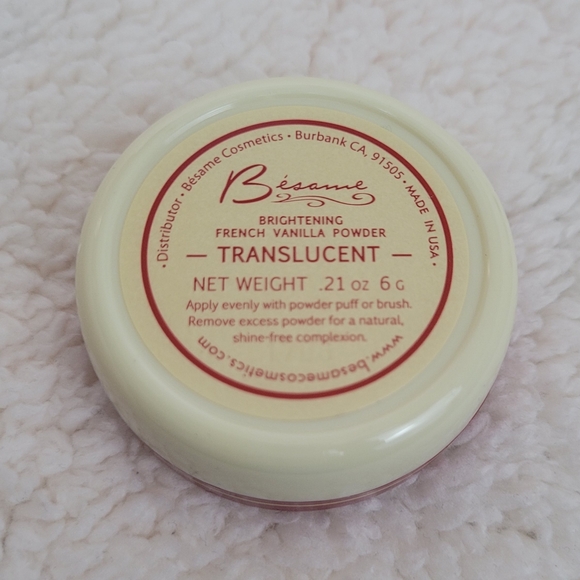 • Distributor • Bésame Cosmetics • Burbank CA, 91505 • MADE IN USA •
Bésame
BRIGHTENING
FRENCH VANILLA POWDER
— TRANSLUCENT —
NET WEIGHT .21 oz 6 G
Apply evenly with powder puff or brush.
Remove excess powder for a natural,
shine-free complexion.
www.besamecosmetics.com